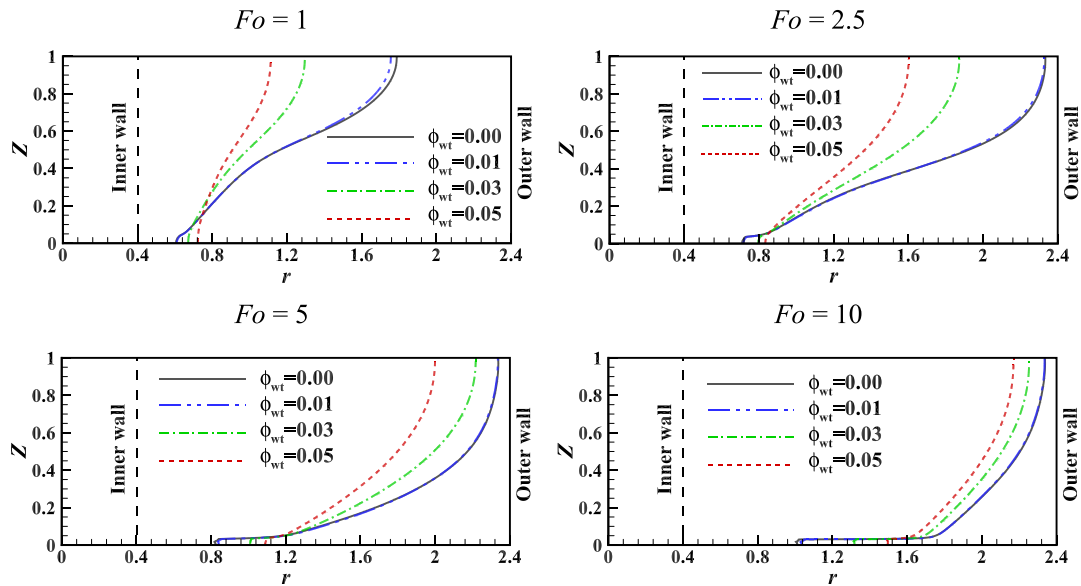 Fo = 1
1
0.8
0.6
0.4
0.2
0
Z
Inner wall
Outer wall
ϕwt=0.00
ϕwt=0.01
ϕwt=0.03
ϕwt=0.05
0 0.4 0.8 1.2 1.6 2 2.4
r
Fo = 2.5
1
0.8
0.6
0.4
0.2
0
Z
Inner wall
Outer wall
ϕwt=0.00
ϕwt=0.01
ϕwt=0.03
ϕwt=0.05
0 0.4 0.8 1.2 1.6 2 2.4
r
Fo = 5
1
0.8
0.6
0.4
0.2
0
Z
Inner wall
Outer wall
ϕwt=0.00
ϕwt=0.01
ϕwt=0.03
ϕwt=0.05
0 0.4 0.8 1.2 1.6 2 2.4
r
Fo = 10
1
0.8
0.6
0.4
0.2
0
Z
Inner wall
Outer wall
ϕwt=0.00
ϕwt=0.01
ϕwt=0.03
ϕwt=0.05
0 0.4 0.8 1.2 1.6 2 2.4
r